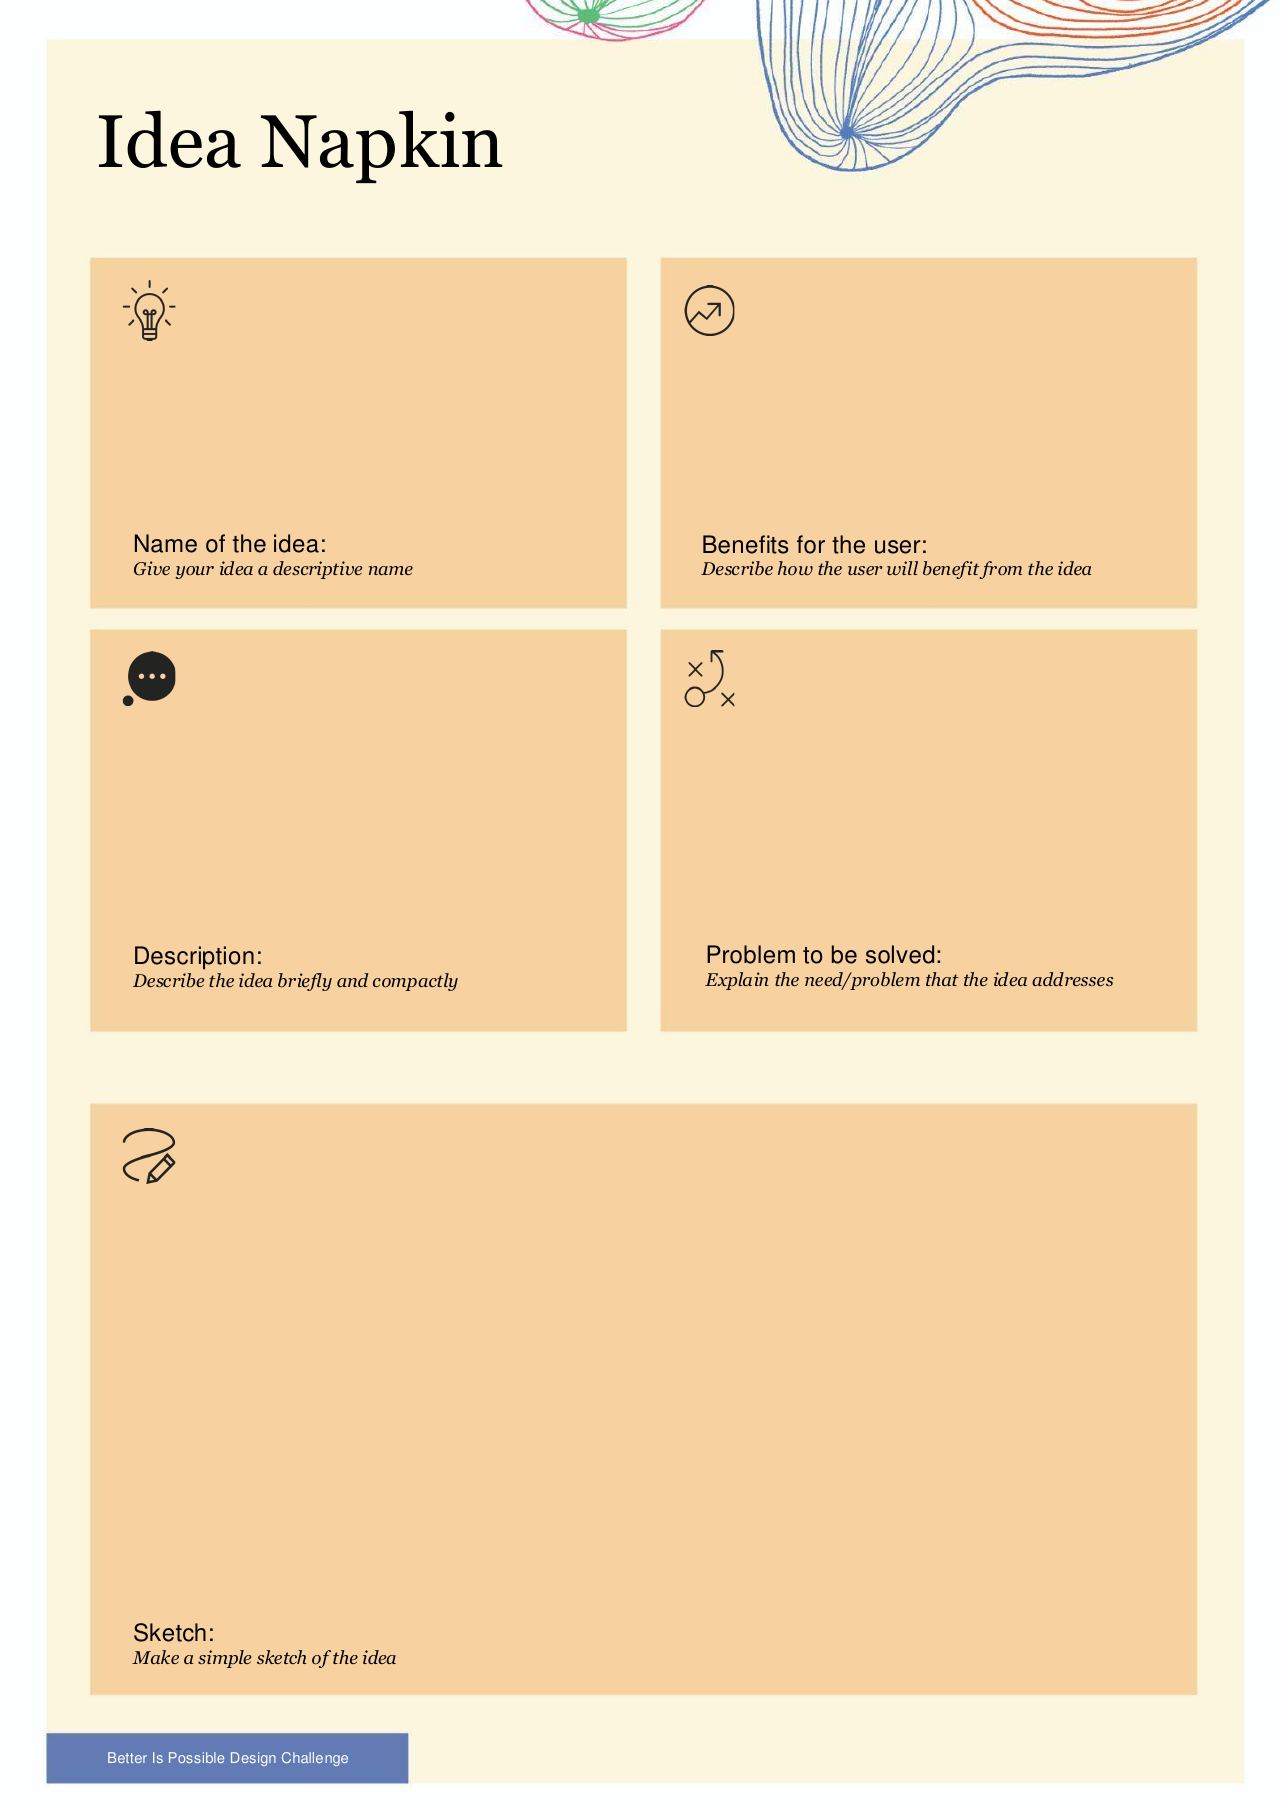 Idea Napkin
Name of the idea:
Give your idea a descriptive name
Benefits for the user:
Describe how the user will benefit from the idea
Description:
Describe the idea briefly and compactly
Problem to be solved:
Explain the need/problem that the idea addresses
Sketch:
Make a simple sketch of the idea
Better Is Possible Design Challenge